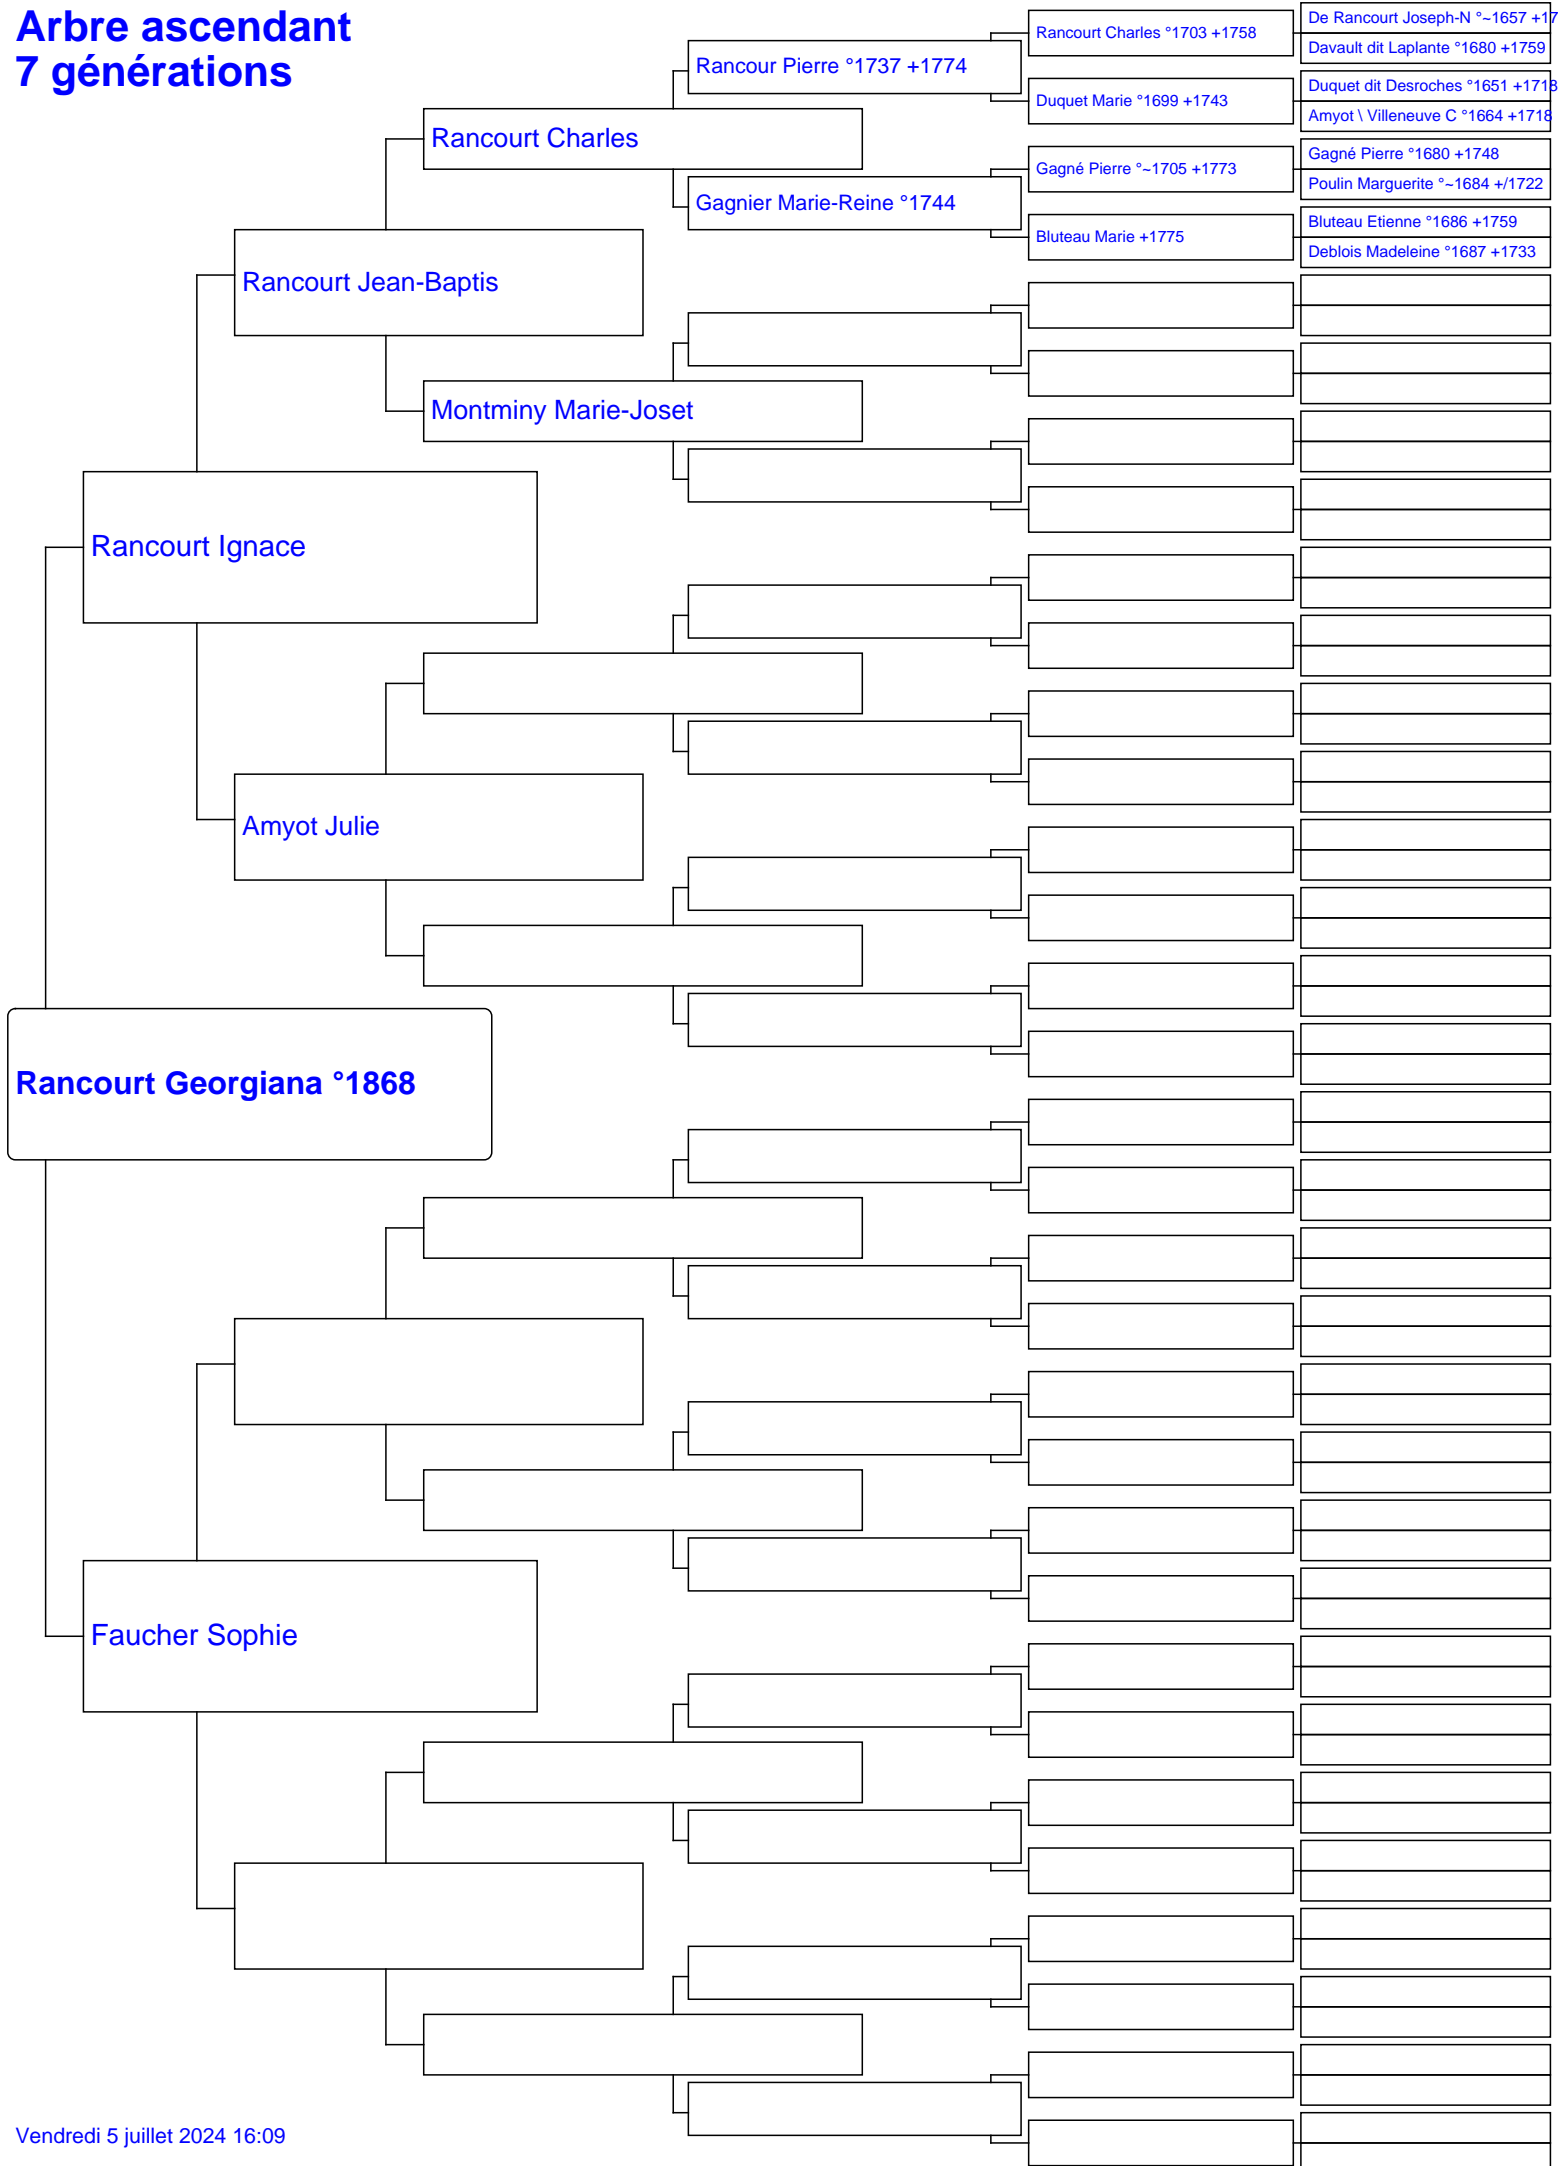 Arbre ascendant
7 générations
De Rancourt Joseph-N °~1657 +17
Rancourt Charles °1703 +1758
Davault dit Laplante °1680 +1759
Rancour Pierre °1737 +1774
Duquet dit Desroches °1651 +1718
Duquet Marie °1699 +1743
Amyot \ Villeneuve C °1664 +1718
Rancourt Charles
Gagné Pierre °1680 +1748
Gagné Pierre °~1705 +1773
Poulin Marguerite °~1684 +/1722
Gagnier Marie-Reine °1744
Bluteau Etienne °1686 +1759
Bluteau Marie +1775
Deblois Madeleine °1687 +1733
Rancourt Jean-Baptis
Montminy Marie-Joset
Rancourt Ignace
Amyot Julie
Rancourt Georgiana °1868
Faucher Sophie
Vendredi 5 juillet 2024 16:09